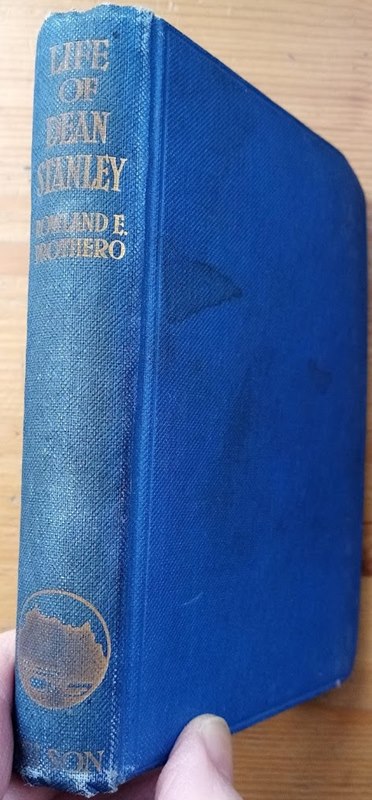 LIFE
OF
DEAN
STANLEY
ROWLAND E.
PROTHERO
SON